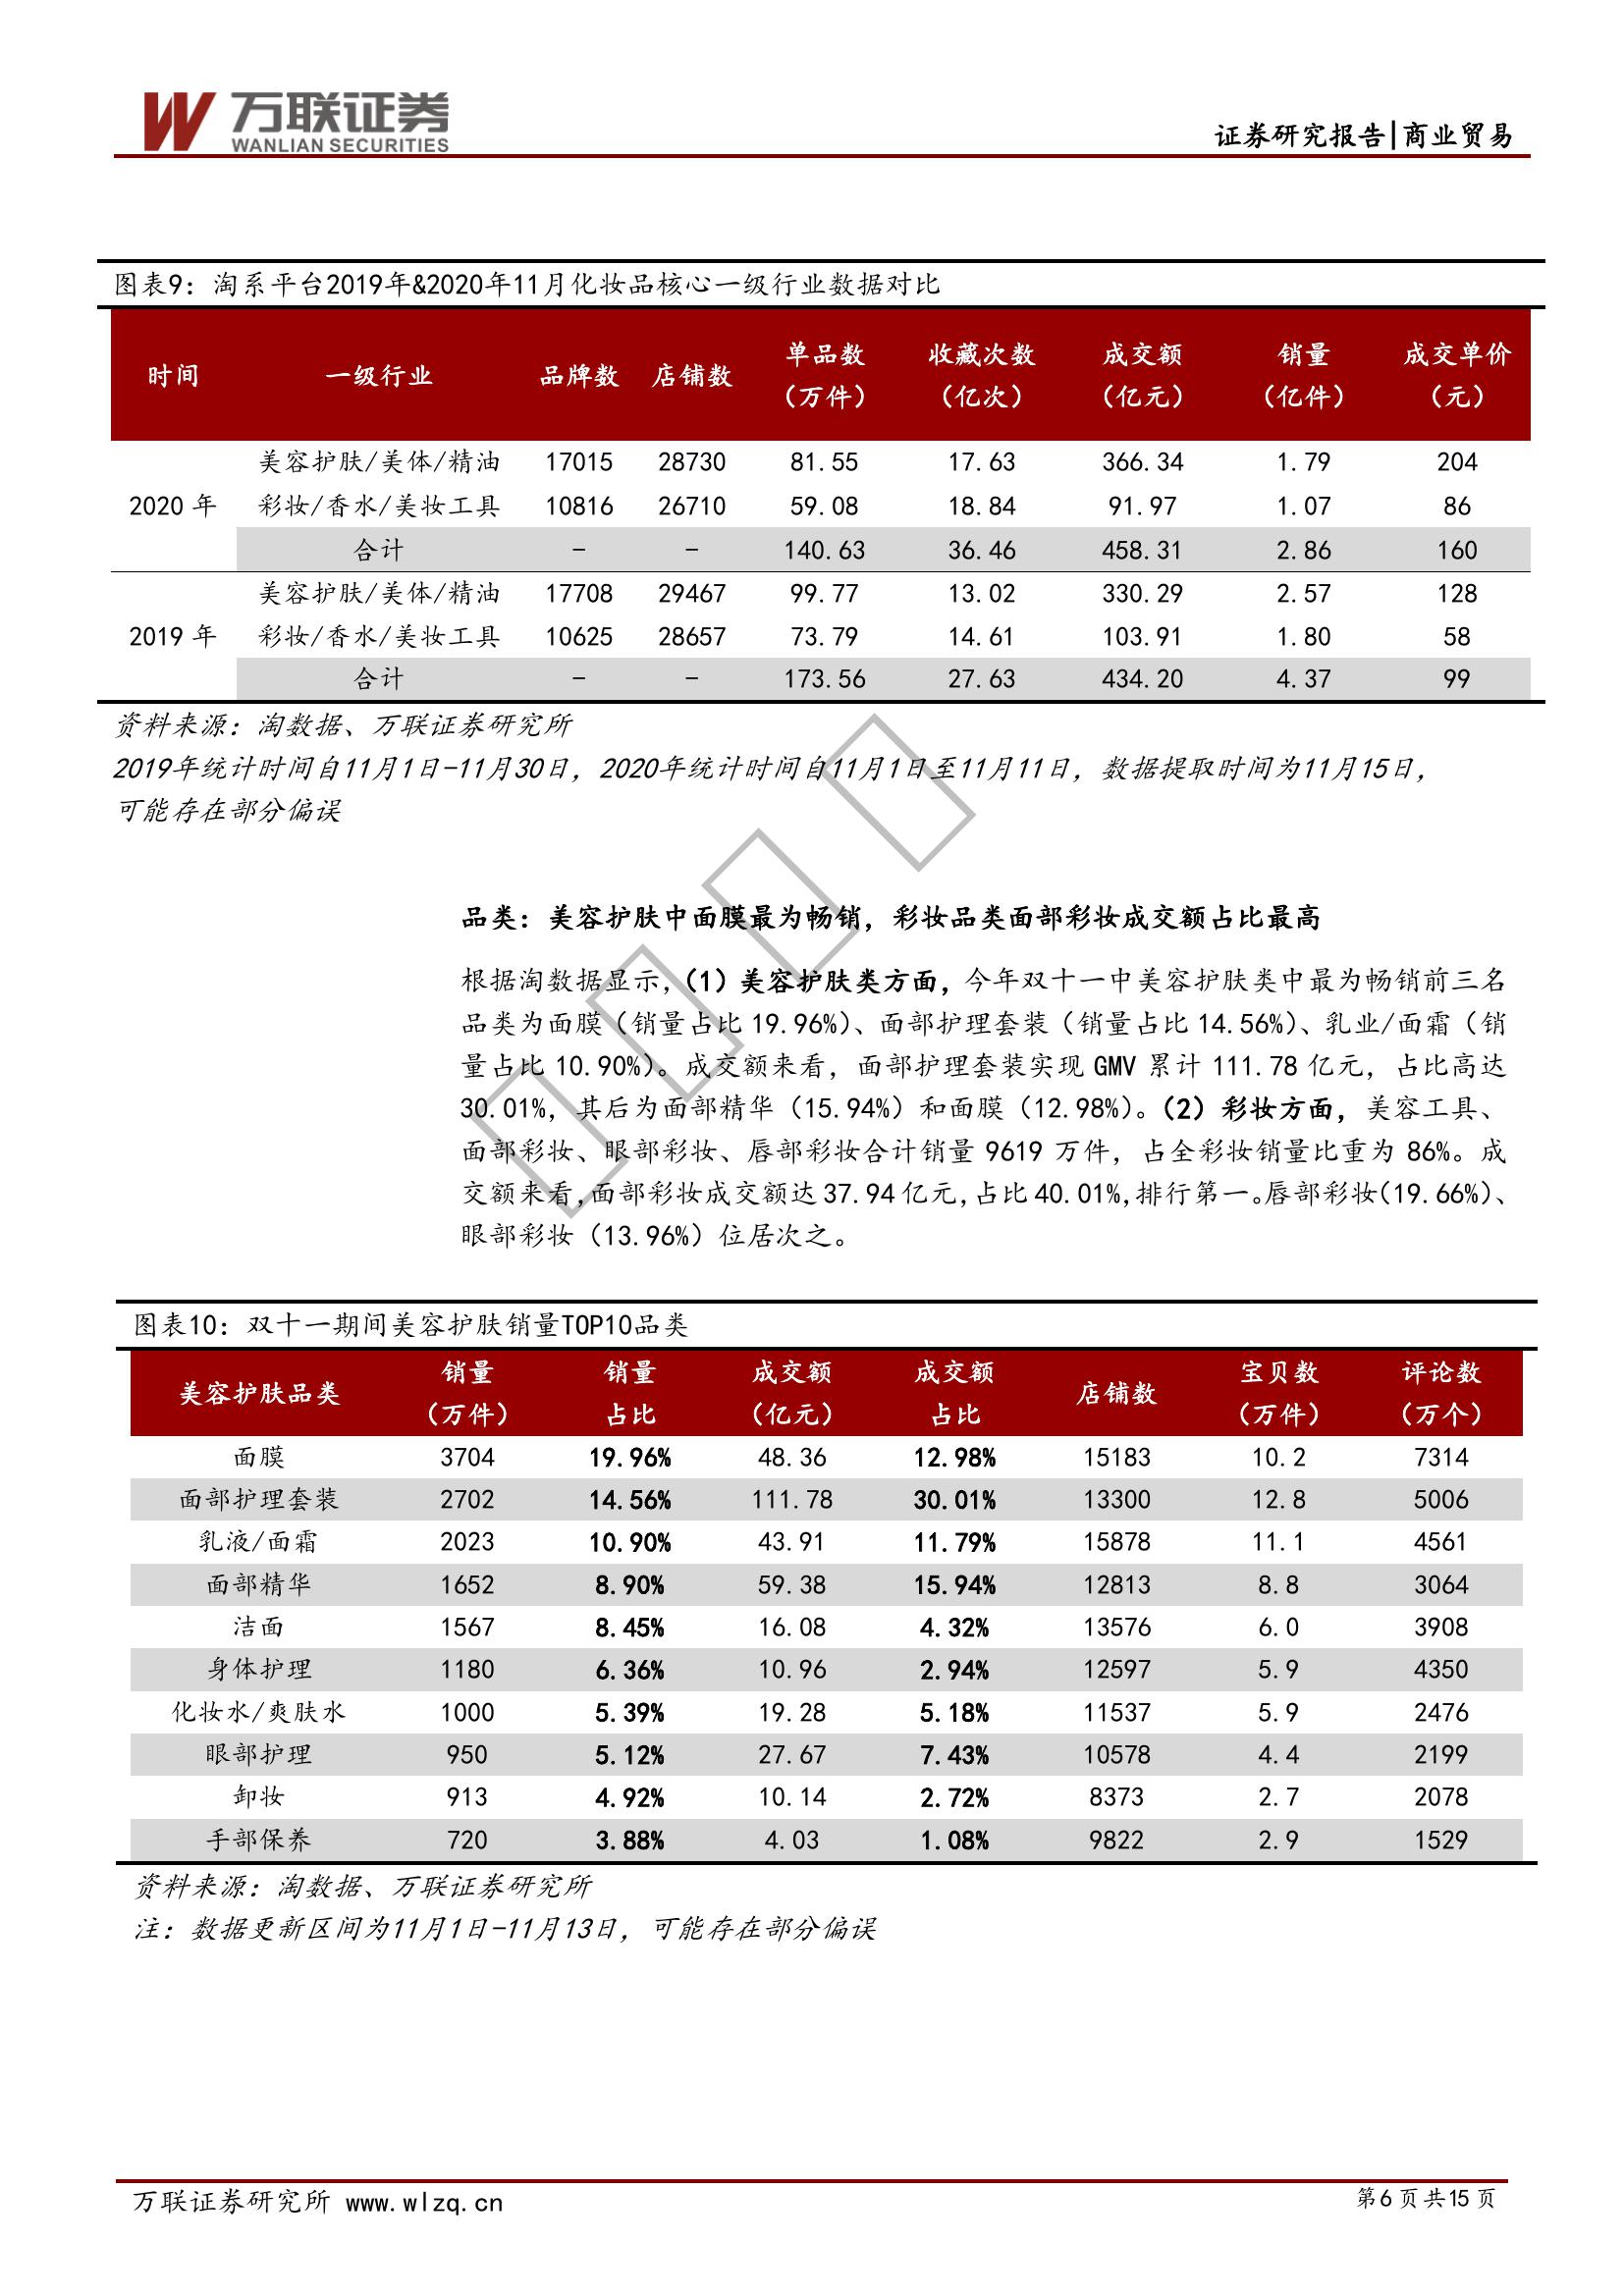 万联证券
WANLIAN SECURITIES
证券研究报告|商业贸易
图表9：淘系平台2019年&2020年11月化妆品核心一级行业数据对比
时间 一级行业 品牌数 店铺数 单品数（万件） 收藏次数（亿次） 成交额（亿元） 销量（亿件） 成交单价（元）
2020 年 美容护肤/美体/精油 17015 28730 81.55 17.63 366.34 1.79 204
彩妆/香水/美妆工具 10816 26710 59.08 18.84 91.97 1.07 86
合计 - - 140.63 36.46 458.31 2.86 160
2019 年 美容护肤/美体/精油 17708 29467 99.77 13.02 330.29 2.57 128
彩妆/香水/美妆工具 10625 28657 73.79 14.61 103.91 1.80 58
合计 - - 173.56 27.63 434.20 4.37 99
资料来源：淘数据、万联证券研究所
2019年统计时间自11月1日-11月30日，2020年统计时间自11月1日至11月11日，数据提取时间为11月15日，
可能存在部分偏误
品类：美容护肤中面膜最为畅销，彩妆品类面部彩妆成交额占比最高
根据淘数据显示，（1）美容护肤类方面，今年双十一中美容护肤类中最为畅销前三名
品类为面膜（销量占比 19.96%）、面部护理套装（销量占比 14.56%）、乳业/面霜（销
量占比 10.90%）。成交额来看，面部护理套装实现 GMV 累计 111.78 亿元，占比高达
30.01%，其后为面部精华（15.94%）和面膜（12.98%）。（2）彩妆方面，美容工具、
面部彩妆、眼部彩妆、唇部彩妆合计销量 9619 万件，占全彩妆销量比重为 86%。成
交额来看，面部彩妆成交额达 37.94 亿元，占比 40.01%，排行第一。唇部彩妆（19.66%）、
眼部彩妆（13.96%）位居次之。
图表10：双十一期间美容护肤销量TOP10品类
美容护肤品类 销量（万件） 销量占比 成交额（亿元） 成交额占比 店铺数 宝贝数（万件） 评论数（万个）
面膜 3704 19.96% 48.36 12.98% 15183 10.2 7314
面部护理套装 2702 14.56% 111.78 30.01% 13300 12.8 5006
乳液/面霜 2023 10.90% 43.91 11.79% 15878 11.1 4561
面部精华 1652 8.90% 59.38 15.94% 12813 8.8 3064
洁面 1567 8.45% 16.08 4.32% 13576 6.0 3908
身体护理 1180 6.36% 10.96 2.94% 12597 5.9 4350
化妆水/爽肤水 1000 5.39% 19.28 5.18% 11537 5.9 2476
眼部护理 950 5.12% 27.67 7.43% 10578 4.4 2199
卸妆 913 4.92% 10.14 2.72% 8373 2.7 2078
手部保养 720 3.88% 4.03 1.08% 9822 2.9 1529
资料来源：淘数据、万联证券研究所
注：数据更新区间为11月1日-11月13日，可能存在部分偏误
万联证券研究所 www.wlzq.cn
第 6 页 共 15 页